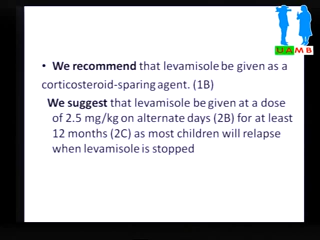 UAMB
• We recommend that levamisole be given as a
corticosteroid-sparing agent. (1B)
We suggest that levamisole be given at a dose
of 2.5 mg/kg on alternate days (2B) for at least
12 months (2C) as most children will relapse
when levamisole is stopped